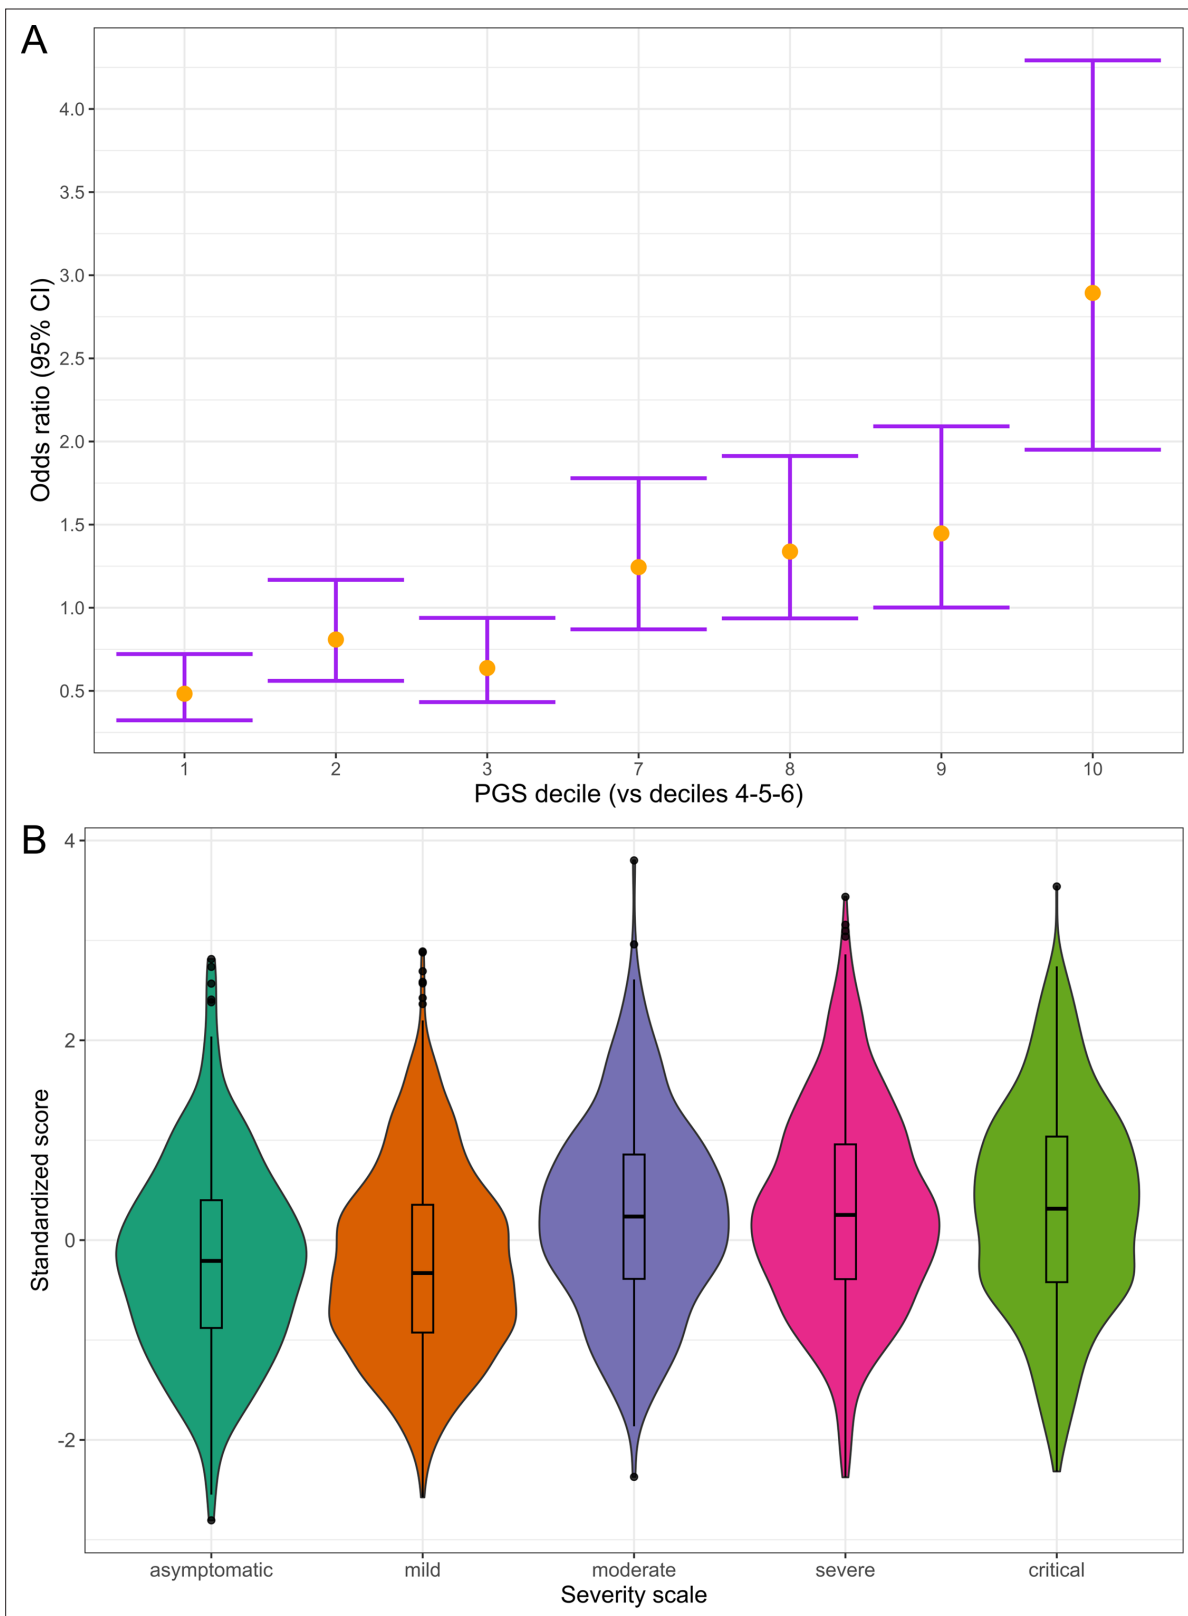 A
4.0
3.5
3.0
2.5
2.0
1.5
1.0
0.5
Odds ratio (95% CI)
1 2 3 7 8 9 10
PGS decile (vs deciles 4-5-6)
B
4
2
0
-2
Standardized score
asymptomatic mild moderate severe critical
Severity scale